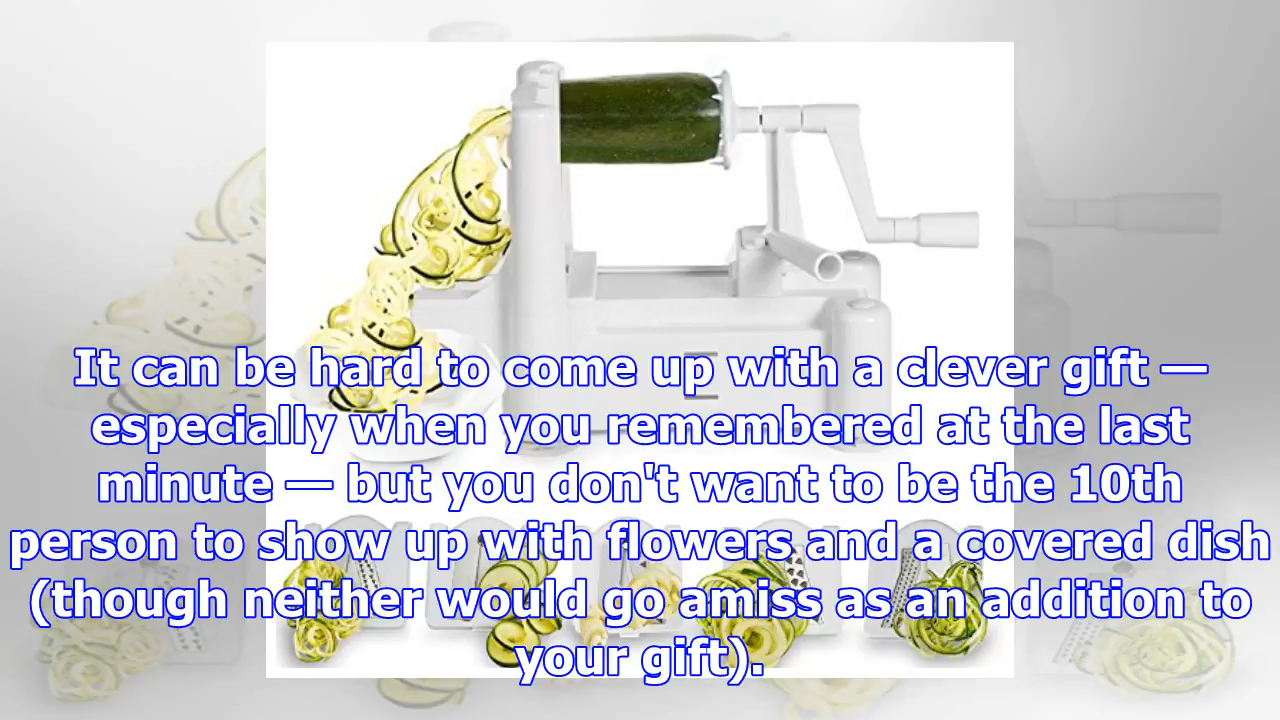 It can be hard to come up with a clever gift —
especially when you remembered at the last
minute — but you don't want to be the 10th
person to show up with flowers and a covered dish
(though neither would go amiss as an addition to
your gift).